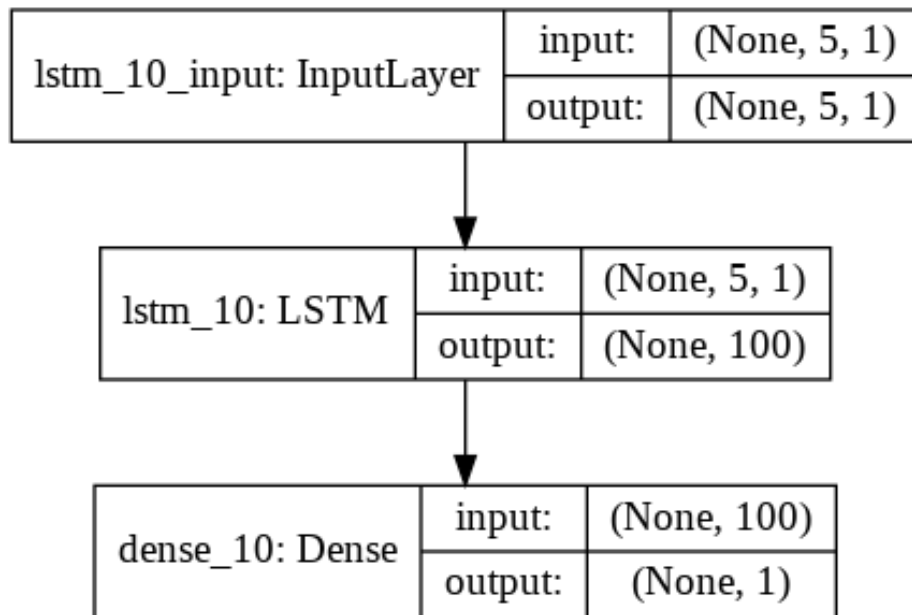 lstm_10_input: InputLayer
input: (None, 5, 1)
output: (None, 5, 1)
lstm_10: LSTM
input: (None, 5, 1)
output: (None, 100)
dense_10: Dense
input: (None, 100)
output: (None, 1)